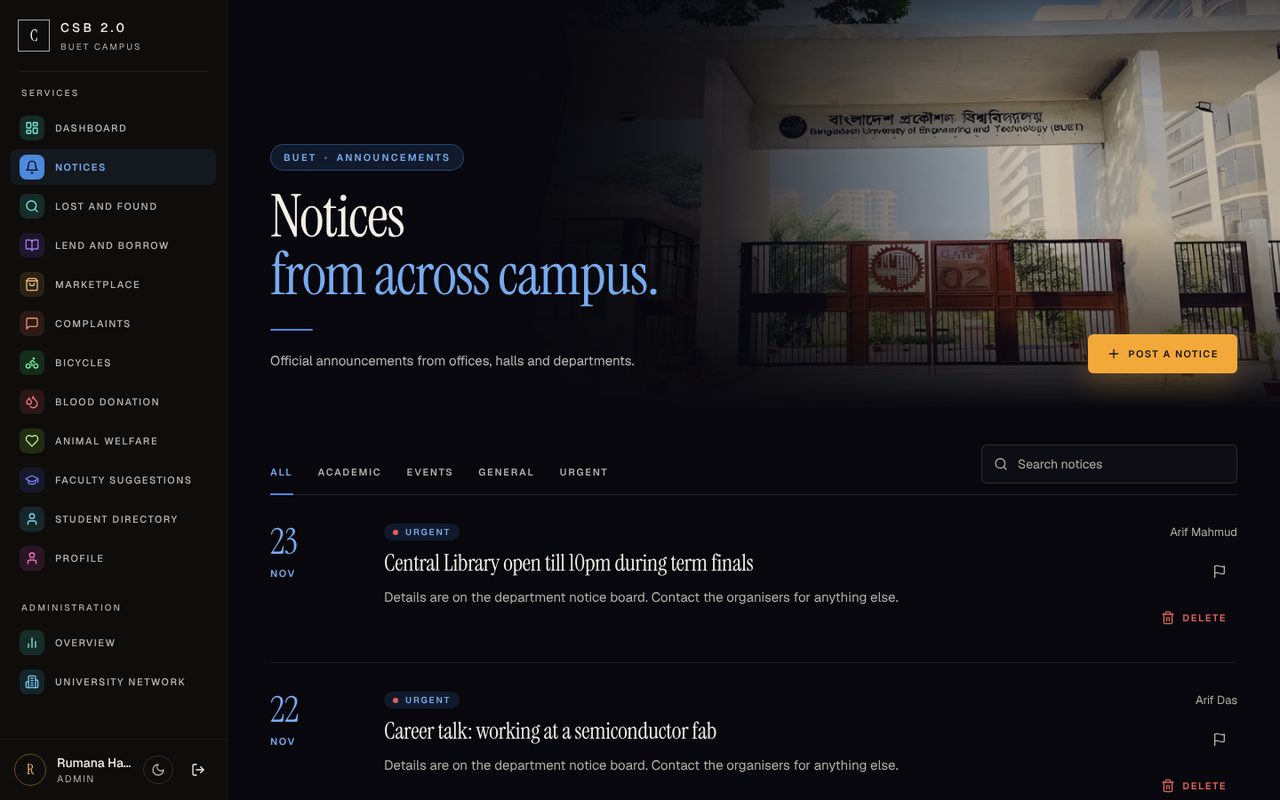 C
CSB 2.0
BUET CAMPUS
SERVICES
DASHBOARD
NOTICES
LOST AND FOUND
LEND AND BORROW
MARKETPLACE
COMPLAINTS
BICYCLES
BLOOD DONATION
ANIMAL WELFARE
FACULTY SUGGESTIONS
STUDENT DIRECTORY
PROFILE
ADMINISTRATION
OVERVIEW
UNIVERSITY NETWORK
R
Rumana Ha...
ADMIN
বাংলাদেশ প্রকৌশল বিশ্ববিদ্যালয়
Bangladesh University of Engineering and Technology (BUET)
GATE
02
BUET · ANNOUNCEMENTS
Notices
from across campus.
Official announcements from offices, halls and departments.
POST A NOTICE
ALL
ACADEMIC
EVENTS
GENERAL
URGENT
Search notices
23
NOV
URGENT
Central Library open till 10pm during term finals
Details are on the department notice board. Contact the organisers for anything else.
Arif Mahmud
DELETE
22
NOV
URGENT
Career talk: working at a semiconductor fab
Details are on the department notice board. Contact the organisers for anything else.
Arif Das
DELETE